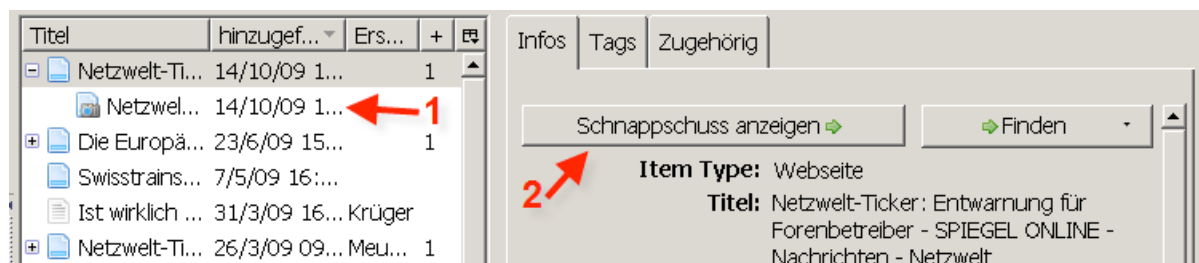 Titel hinzugef... Ers... +
Netzwelt-Ti... 14/10/09 1... 1
Netzwel... 14/10/09 1... 1
Die Europä... 23/6/09 15... 1
Swisstrains... 7/5/09 16:...
Ist wirklich ... 31/3/09 16... Krüger
Netzwelt-Ti... 26/3/09 09... Meu... 1
Infos Tags Zugehörig
Schnappschuss anzeigen Finden
2
Item Type: Webseite
Titel: Netzwelt-Ticker: Entwarnung für
Forenbetreiber - SPIEGEL ONLINE -
Nachrichten - Netzwelt